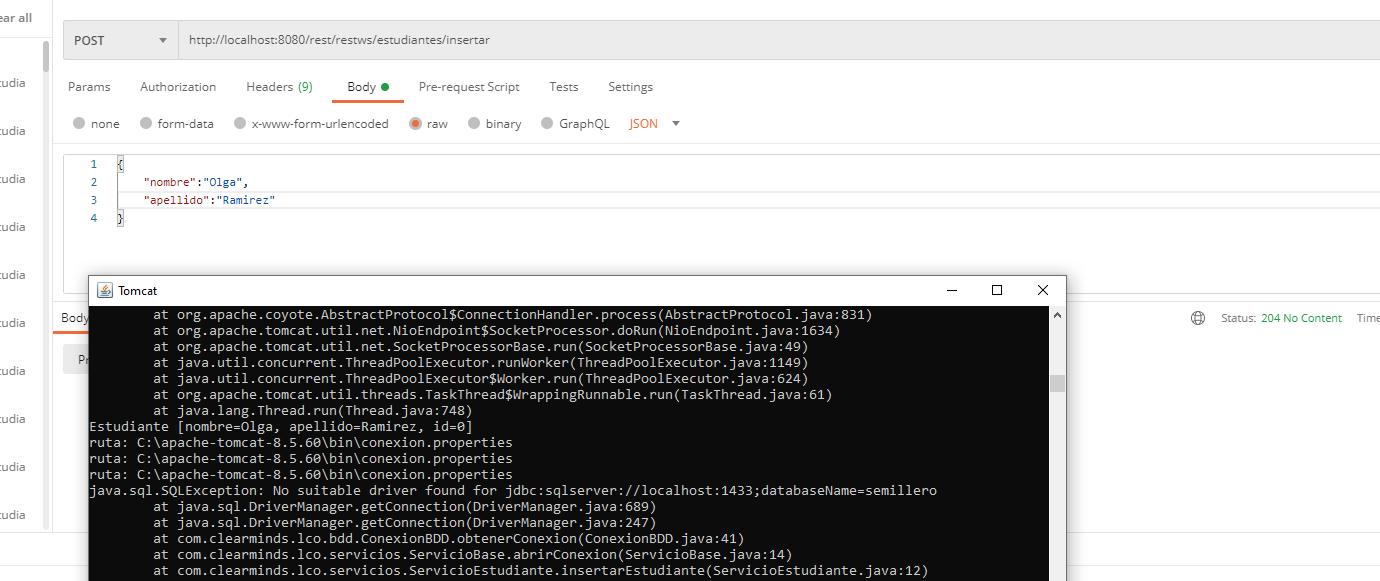 ear all
POST
http://localhost:8080/rest/restws/estudiantes/insertar
Params Authorization Headers (9) Body Pre-request Script Tests Settings
none form-data x-www-form-urlencoded raw binary GraphQL JSON
1 {
2 "nombre":"Olga",
3 "apellido":"Ramirez"
4 }
tudia
tudia
tudia
tudia
tudia
tudia
tudia
tudia
tudia
tudia
Body
Status: 204 No Content Time
Pr
Tomcat
at org.apache.coyote.AbstractProtocol$ConnectionHandler.process(AbstractProtocol.java:831)
at org.apache.tomcat.util.net.NioEndpoint$SocketProcessor.doRun(NioEndpoint.java:1634)
at org.apache.tomcat.util.net.SocketProcessorBase.run(SocketProcessorBase.java:49)
at java.util.concurrent.ThreadPoolExecutor.runWorker(ThreadPoolExecutor.java:1149)
at java.util.concurrent.ThreadPoolExecutor$Worker.run(ThreadPoolExecutor.java:624)
at org.apache.tomcat.util.threads.TaskThread$WrappingRunnable.run(TaskThread.java:61)
at java.lang.Thread.run(Thread.java:748)
Estudiante [nombre=Olga, apellido=Ramirez, id=0]
ruta: C:\apache-tomcat-8.5.60\bin\conexion.properties
ruta: C:\apache-tomcat-8.5.60\bin\conexion.properties
ruta: C:\apache-tomcat-8.5.60\bin\conexion.properties
java.sql.SQLException: No suitable driver found for jdbc:sqlserver://localhost:1433;databaseName=semillero
at java.sql.DriverManager.getConnection(DriverManager.java:689)
at java.sql.DriverManager.getConnection(DriverManager.java:247)
at com.clearminds.lco.bdd.ConexionBDD.obtenerConexion(ConexionBDD.java:41)
at com.clearminds.lco.servicios.ServicioBase.abrirConexion(ServicioBase.java:14)
at com.clearminds.lco.servicios.ServicioEstudiante.insertarEstudiante(ServicioEstudiante.java:12)